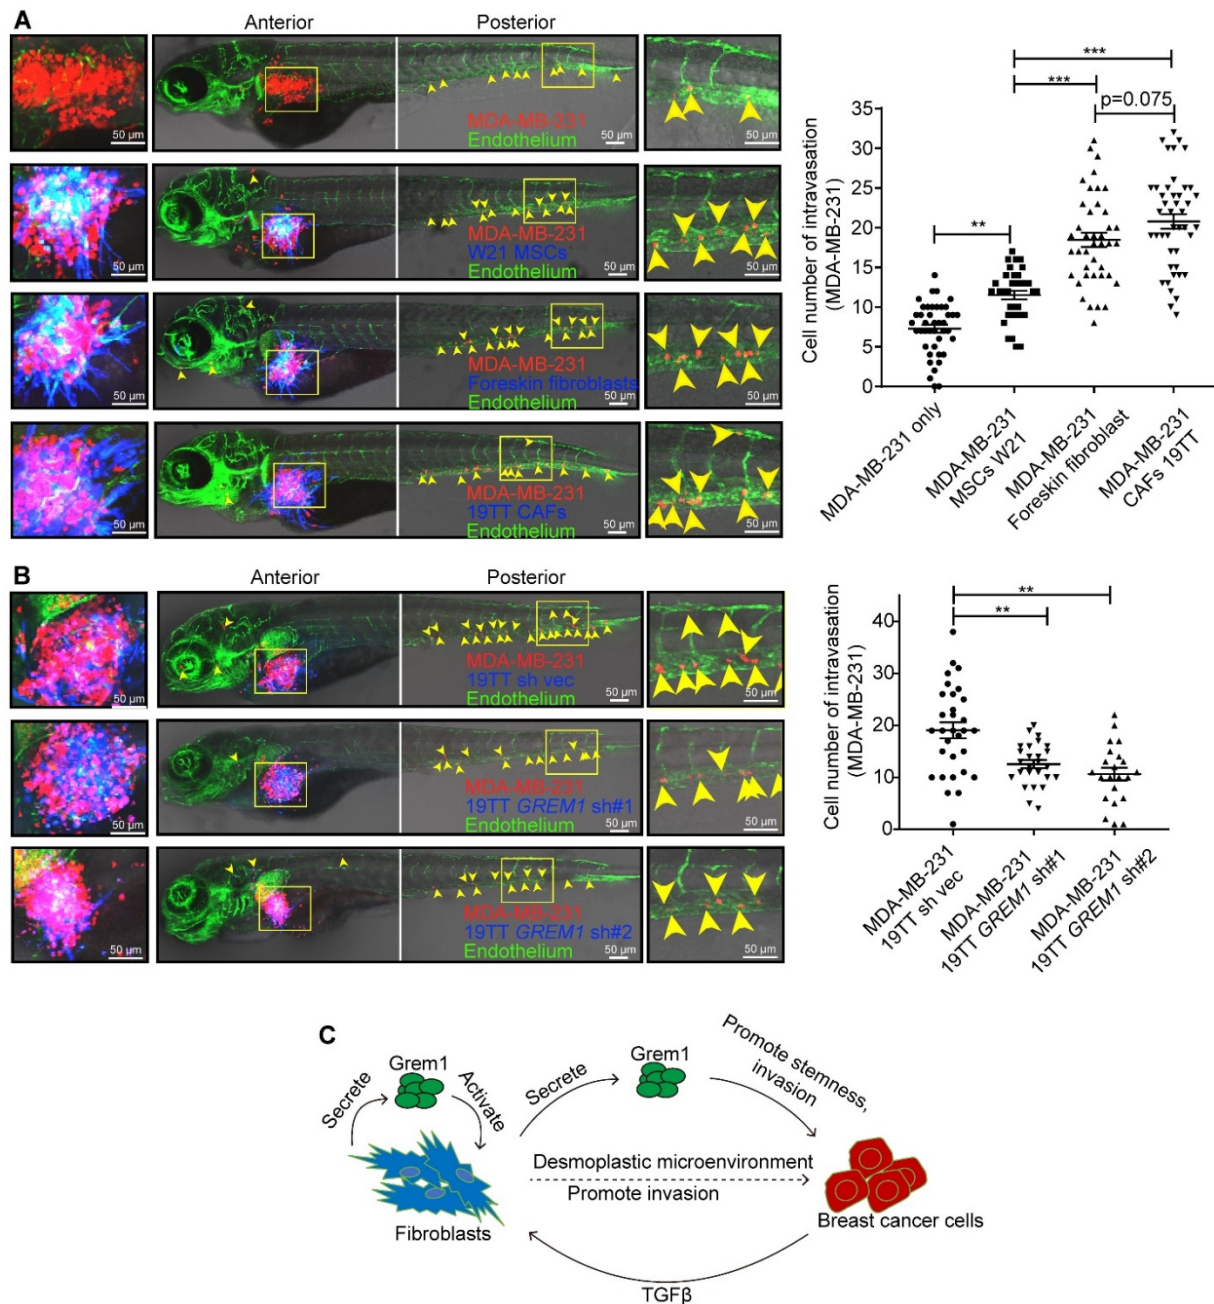 A
Anterior
Posterior
50 µm
MDA-MB-231
Endothelium
50 µm
50 µm
50 µm
MDA-MB-231
W21 MSCs
Endothelium
50 µm
50 µm
50 µm
MDA-MB-231
Foreskin fibroblasts
Endothelium
50 µm
50 µm
50 µm
MDA-MB-231
19TT CAFs
Endothelium
50 µm
50 µm
Cell number of intravasation
(MDA-MB-231)
***
***
p=0.075
**
35
30
25
20
15
10
5
0
MDA-MB-231 only
MDA-MB-231
MSCs W21
MDA-MB-231
Foreskin fibroblast
MDA-MB-231
CAFs 19TT
B
Anterior
Posterior
50 µm
MDA-MB-231
19TT sh vec
Endothelium
50 µm
50 µm
50 µm
MDA-MB-231
19TT GREM1 sh#1
Endothelium
50 µm
50 µm
50 µm
MDA-MB-231
19TT GREM1 sh#2
Endothelium
50 µm
50 µm
Cell number of intravasation
(MDA-MB-231)
**
**
40
30
20
10
0
MDA-MB-231
19TT sh vec
MDA-MB-231
19TT GREM1 sh#1
MDA-MB-231
19TT GREM1 sh#2
C
Grem1
Secrete
Activate
Fibroblasts
Secrete
Grem1
Promote stemness,
invasion
Desmoplastic microenvironment
Promote invasion
Breast cancer cells
TGFβ